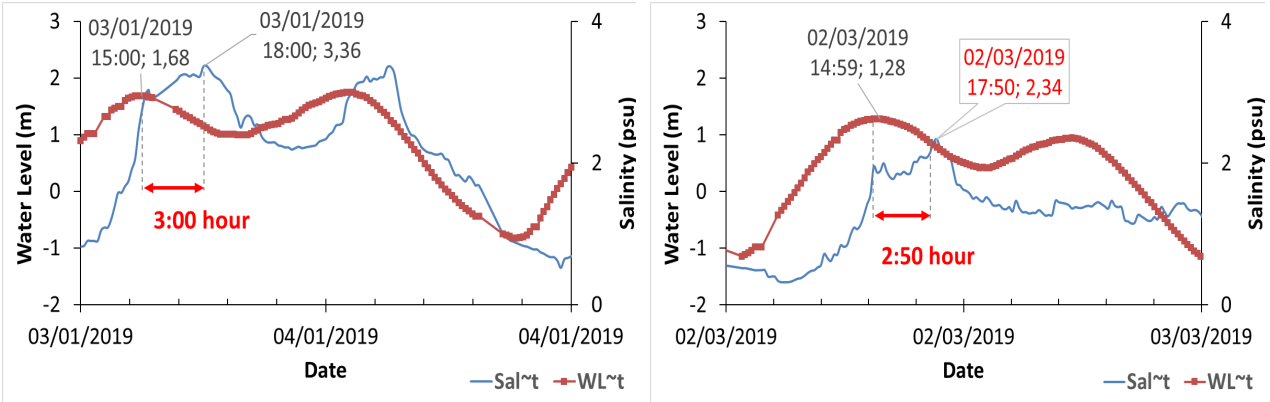 3
2
1
0
-1
-2
Water Level (m)
03/01/2019
15:00; 1,68
03/01/2019
18:00; 3,36
3:00 hour
4
2
0
Salinity (psu)
03/01/2019
04/01/2019
04/01/2019
Date
Sal~t
WL~t
3
2
1
0
-1
-2
Water Level (m)
02/03/2019
14:59; 1,28
02/03/2019
17:50; 2,34
2:50 hour
4
2
0
Salinity (psu)
02/03/2019
02/03/2019
03/03/2019
Date
Sal~t
WL~t